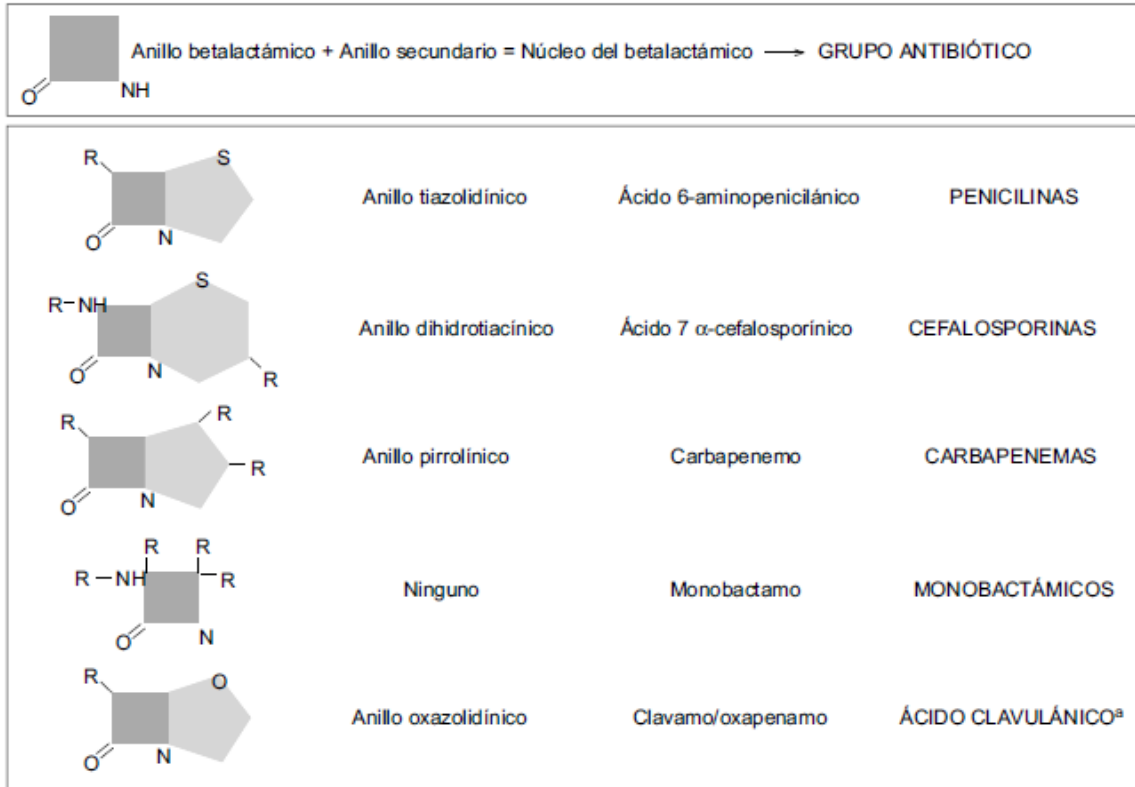 Anillo betalactámico + Anillo secundario = Núcleo del betalactámico → GRUPO ANTIBIÓTICO
O
NH
R
S
O
N
Anillo tiazolidínico Ácido 6-aminopenicilánico PENICILINAS
S
R–NH
O
N
R
Anillo dihidrotiacínico Ácido 7 α-cefalosporínico CEFALOSPORINAS
R
R
R
O
N
Anillo pirrolínico Carbapenemo CARBAPENEMAS
R R
R–NH R
O
N
Ninguno Monobactamo MONOBACTÁMICOS
R
O
O
N
Anillo oxazolidínico Clavamo/oxapenamo ÁCIDO CLAVULÁNICOª